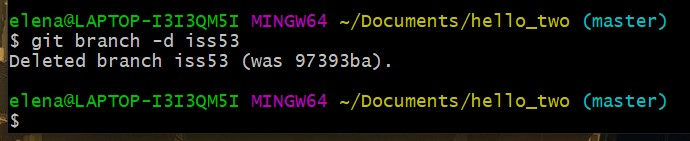 elena@LAPTOP-I3I3QM5I MINGW64 ~/Documents/hello_two (master)
$ git branch -d iss53
Deleted branch iss53 (was 97393ba).
elena@LAPTOP-I3I3QM5I MINGW64 ~/Documents/hello_two (master)
$